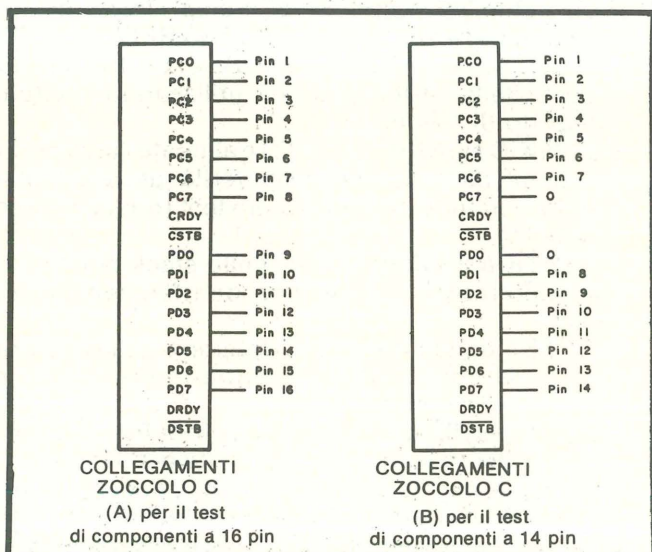 PC0 Pin 1
PC1 Pin 2
PC2 Pin 3
PC3 Pin 4
PC4 Pin 5
PC5 Pin 6
PC6 Pin 7
PC7 Pin 8
CRDY
CSTB
PD0 Pin 9
PD1 Pin 10
PD2 Pin 11
PD3 Pin 12
PD4 Pin 13
PD5 Pin 14
PD6 Pin 15
PD7 Pin 16
DRDY
DSTB
COLLEGAMENTI
ZOCCOLO C
(A) per il test
di componenti a 16 pin
PC0 Pin 1
PC1 Pin 2
PC2 Pin 3
PC3 Pin 4
PC4 Pin 5
PC5 Pin 6
PC6 Pin 7
PC7 0
CRDY
CSTB
PD0 0
PD1 Pin 8
PD2 Pin 9
PD3 Pin 10
PD4 Pin 11
PD5 Pin 12
PD6 Pin 13
PD7 Pin 14
DRDY
DSTB
COLLEGAMENTI
ZOCCOLO C
(B) per il test
di componenti a 14 pin